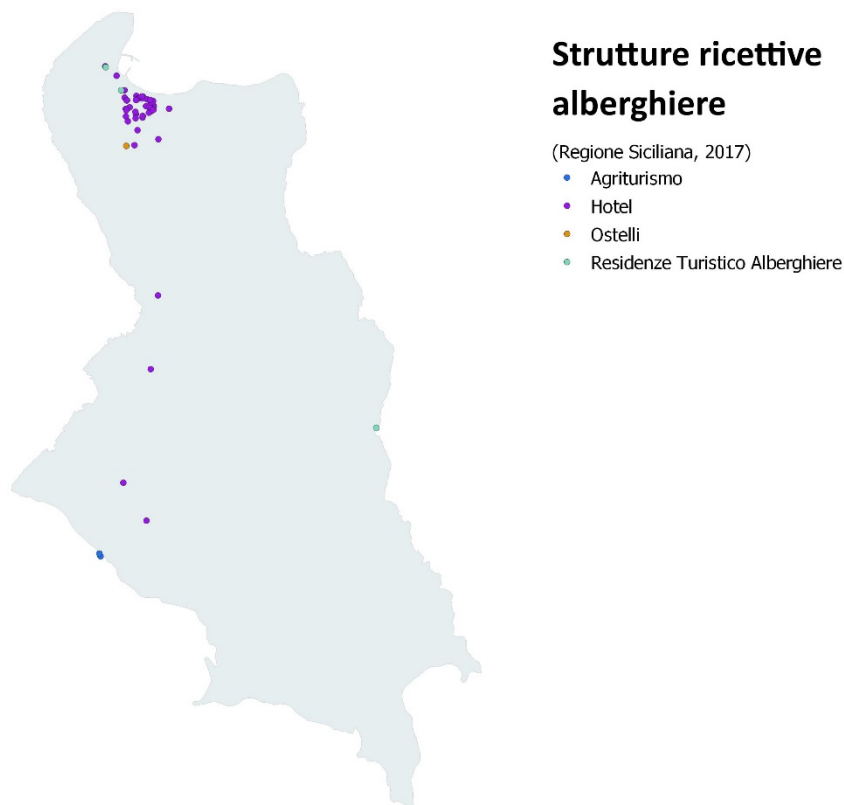 Strutture ricettive
alberghiere
(Regione Siciliana, 2017)
Agriturismo
Hotel
Ostelli
Residenze Turistico Alberghiere